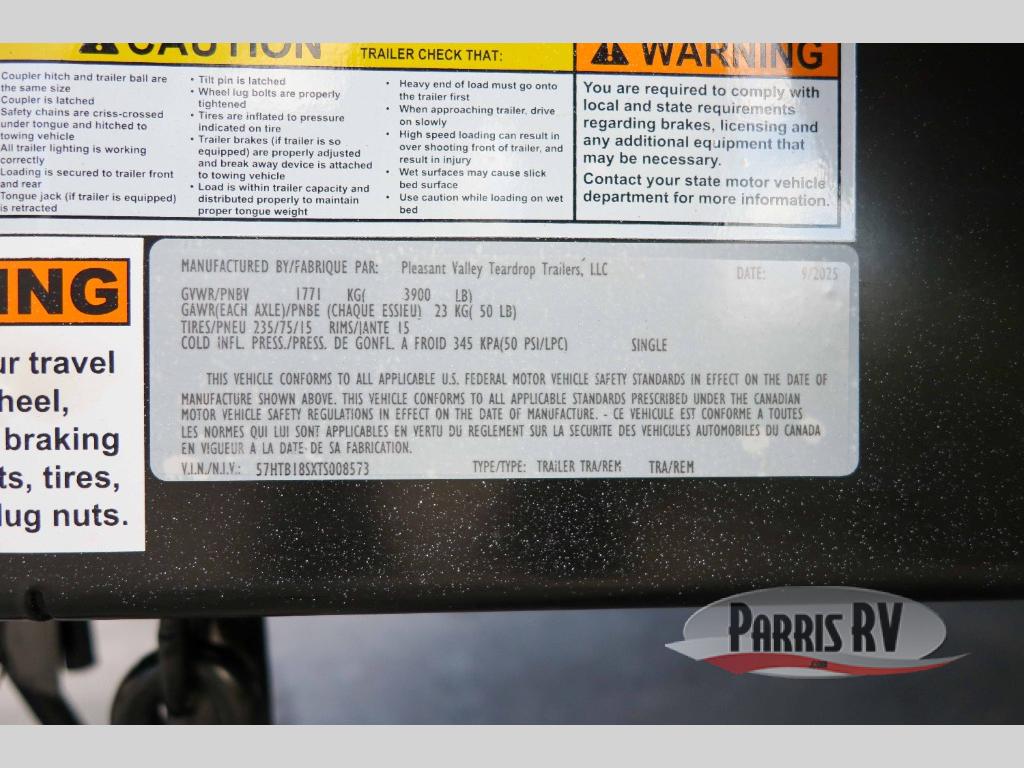 CAUTION
TRAILER CHECK THAT:
Coupler hitch and trailer ball are
the same size
Coupler is latched
Safety chains are criss-crossed
under tongue and hitched to
towing vehicle
All trailer lighting is working
correctly
Loading is secured to trailer front
and rear
Tongue jack (if trailer is equipped)
is retracted
• Tilt pin is latched
• Wheel lug bolts are properly
tightened
• Tires are inflated to pressure
indicated on tire
• Trailer brakes (if trailer is so
equipped) are properly adjusted
and break away device is attached
to towing vehicle
• Load is within trailer capacity and
distributed properly to maintain
proper tongue weight
• Heavy end of load must go onto
the trailer first
• When approaching trailer, drive
on slowly
• High speed loading can result in
over shooting front of trailer, and
result in injury
• Wet surfaces may cause slick
bed surface
• Use caution while loading on wet
bed
WARNING
You are required to comply with
local and state requirements
regarding brakes, licensing and
any additional equipment that
may be necessary.
Contact your state motor vehicle
department for more information.
ING
ur travel
heel,
braking
ts, tires,
lug nuts.
MANUFACTURED BY/FABRIQUE PAR: Pleasant Valley Teardrop Trailers, LLC DATE: 9/2025
GVWR/PNBV 1771 KG( 3900 LB)
GAWR(EACH AXLE)/PNBE (CHAQUE ESSIEU) 23 KG( 50 LB)
TIRES/PNEU 235/75/15 RIMS/JANTE 15
COLD INFL. PRESS./PRESS. DE GONFL. A FROID 345 KPA(50 PSI/LPC) SINGLE
THIS VEHICLE CONFORMS TO ALL APPLICABLE U.S. FEDERAL MOTOR VEHICLE SAFETY STANDARDS IN EFFECT ON THE DATE OF
MANUFACTURE SHOWN ABOVE. THIS VEHICLE CONFORMS TO ALL APPLICABLE STANDARDS PRESCRIBED UNDER THE CANADIAN
MOTOR VEHICLE SAFETY REGULATIONS IN EFFECT ON THE DATE OF MANUFACTURE. - CE VEHICULE EST CONFORME A TOUTES
LES NORMES QUI LUI SONT APPLICABLES EN VERTU DU REGLEMENT SUR LA SECURITE DES VEHICULES AUTOMOBILES DU CANADA
EN VIGUEUR A LA DATE DE SA FABRICATION.
V.I.N./N.I.V.: 57HTB18SXTS008573 TYPE/TYPE: TRAILER TRA/REM TRA/REM
PARRIS RV
.com